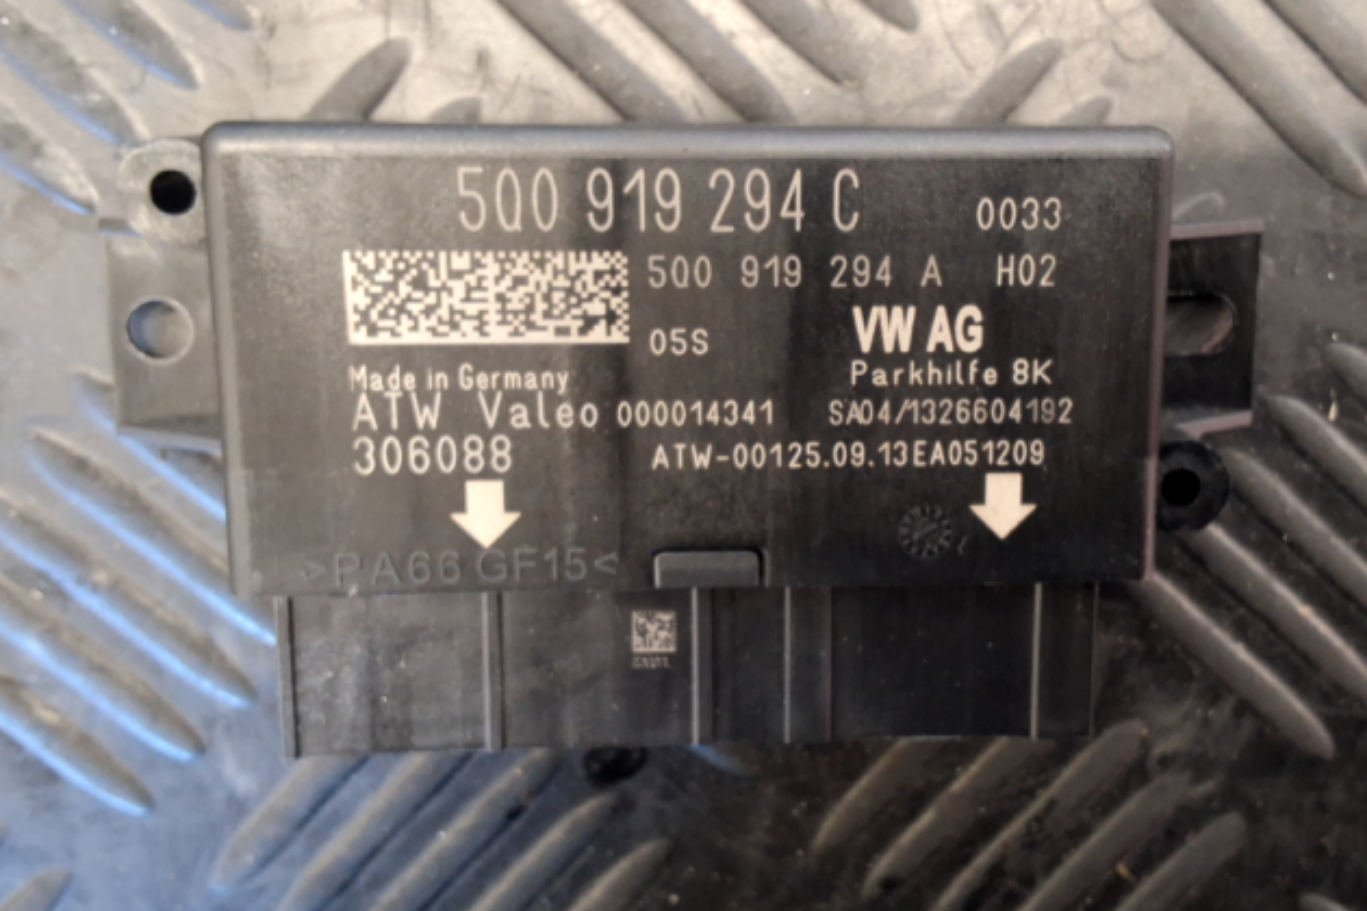 5Q0 919 294 C
0033
5Q0 919 294 A H02
05S
VW AG
Made in Germany
Parkhilfe 8K
ATW Valeo 000014341 SA04/1326604192
306088 ATW-00125.09.13EA051209
>PA66 GF15<